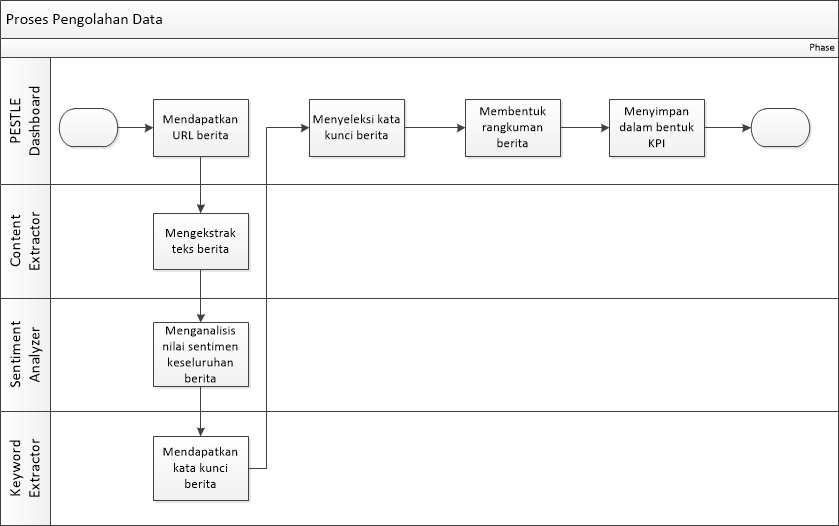 Proses Pengolahan Data
Phase
PESTLE
Dashboard
Mendapatkan
URL berita
Menyeleksi kata
kunci berita
Membentuk
rangkuman
berita
Menyimpan
dalam bentuk
KPI
Content
Extractor
Mengekstrak
teks berita
Sentiment
Analyzer
Menganalisis
nilai sentimen
keseluruhan
berita
Keyword
Extractor
Mendapatkan
kata kunci
berita